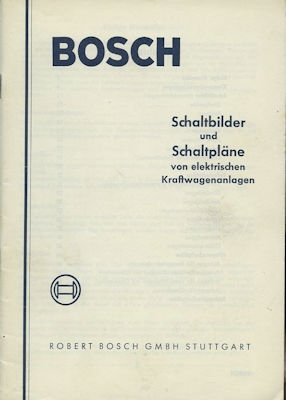 BOSCH
Schaltbilder
und
Schaltpläne
von elektrischen
Kraftwagenanlagen
ROBERT BOSCH GMBH STUTTGART